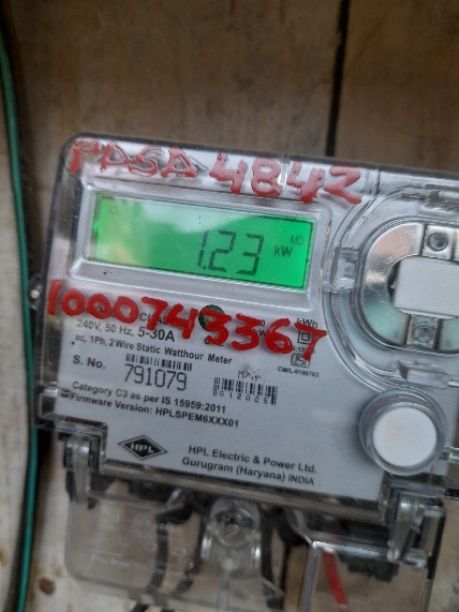 PASA 4842
1.23 kW MD
1000743367
kWh
240V, 50 Hz, 5-30A
ac, 1Ph, 2 Wire Static Watthour Meter
S. No. 791079
Category C3 as per IS 15959:2011
Firmware Version: HPLSPEM6XXX01
HPL
HPL Electric & Power Ltd.
Gurugram (Haryana) INDIA